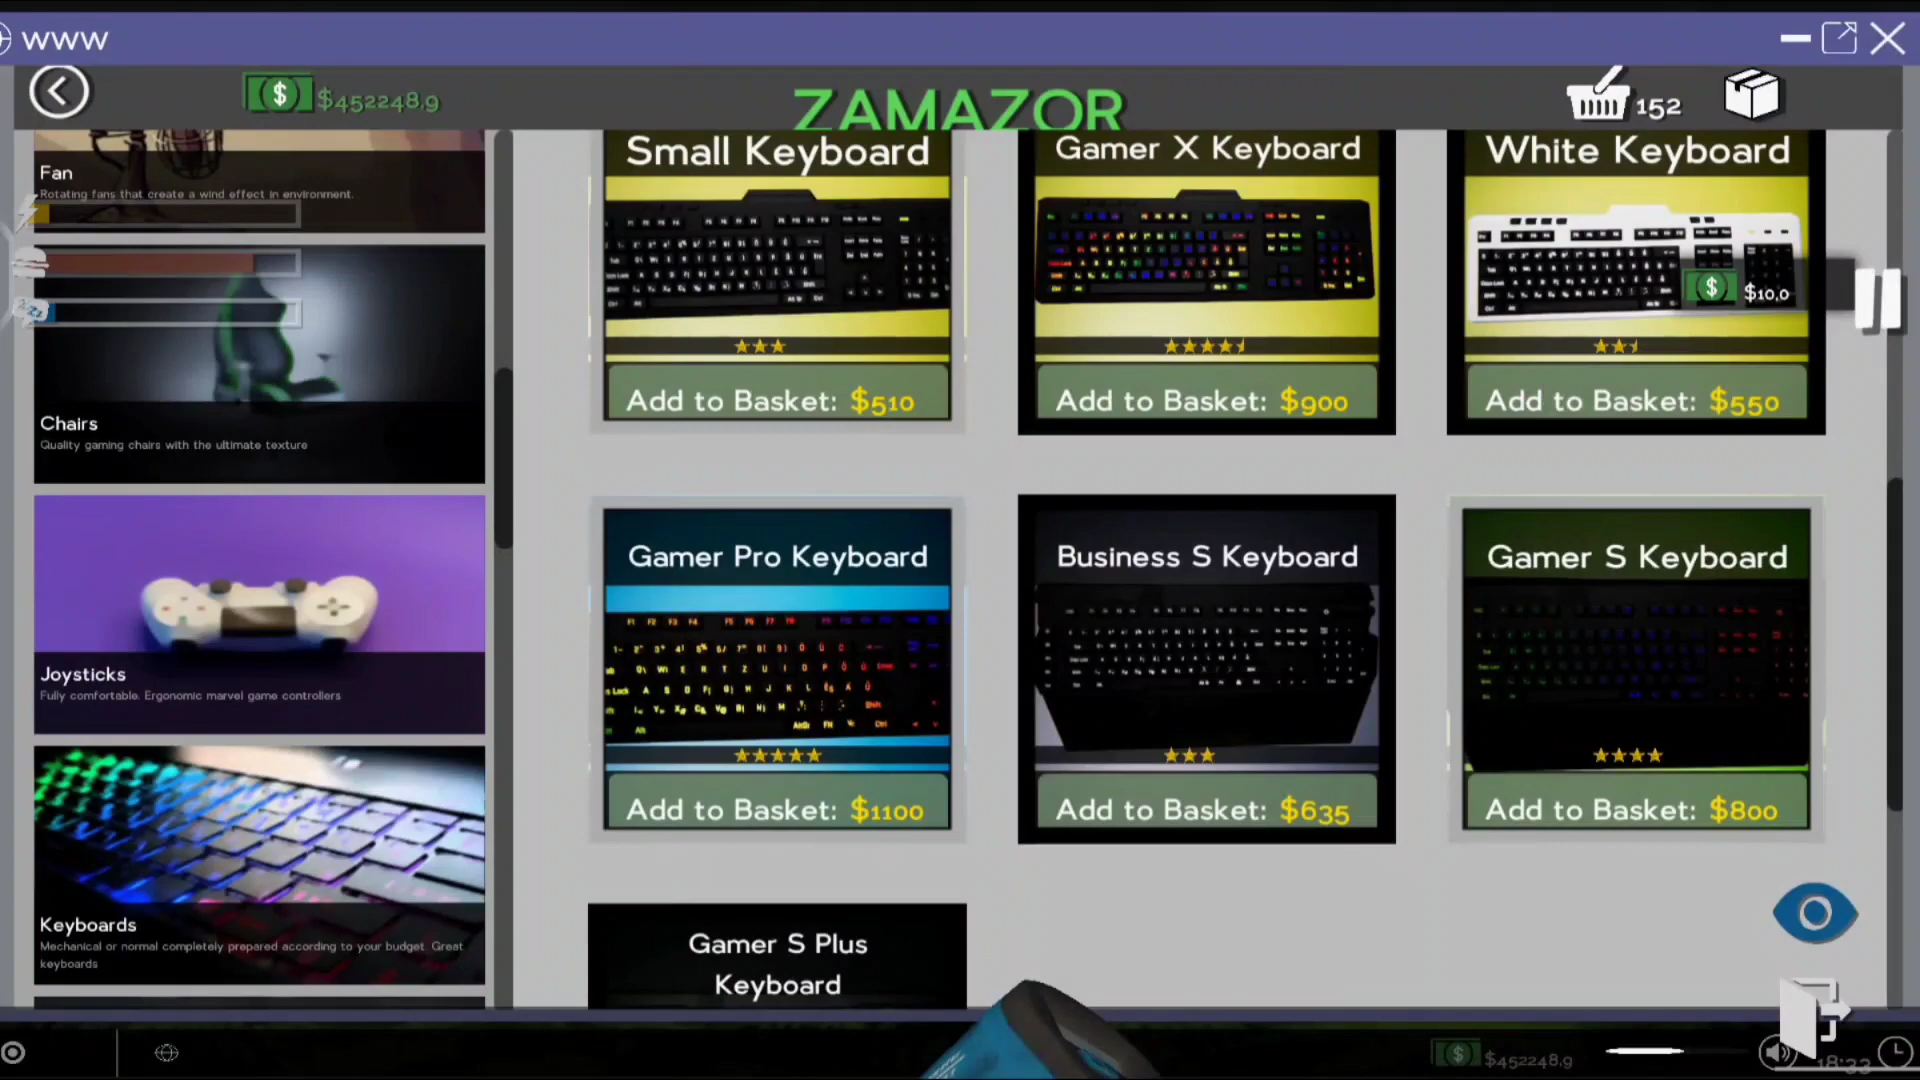 www
$452248,9
ZAMAZOR
152
Fan
Rotating fans that create a wind effect in environment.
Chairs
Quality gaming chairs with the ultimate texture
Joysticks
Fully comfortable. Ergonomic marvel game controllers
Keyboards
Mechanical or normal completely prepared according to your budget. Great
keyboards
Small Keyboard
Add to Basket: $510
Gamer X Keyboard
Add to Basket: $900
White Keyboard
$10,0
Add to Basket: $550
Gamer Pro Keyboard
Add to Basket: $1100
Business S Keyboard
Add to Basket: $635
Gamer S Keyboard
Add to Basket: $800
Gamer S Plus
Keyboard
$452248,9
18:33